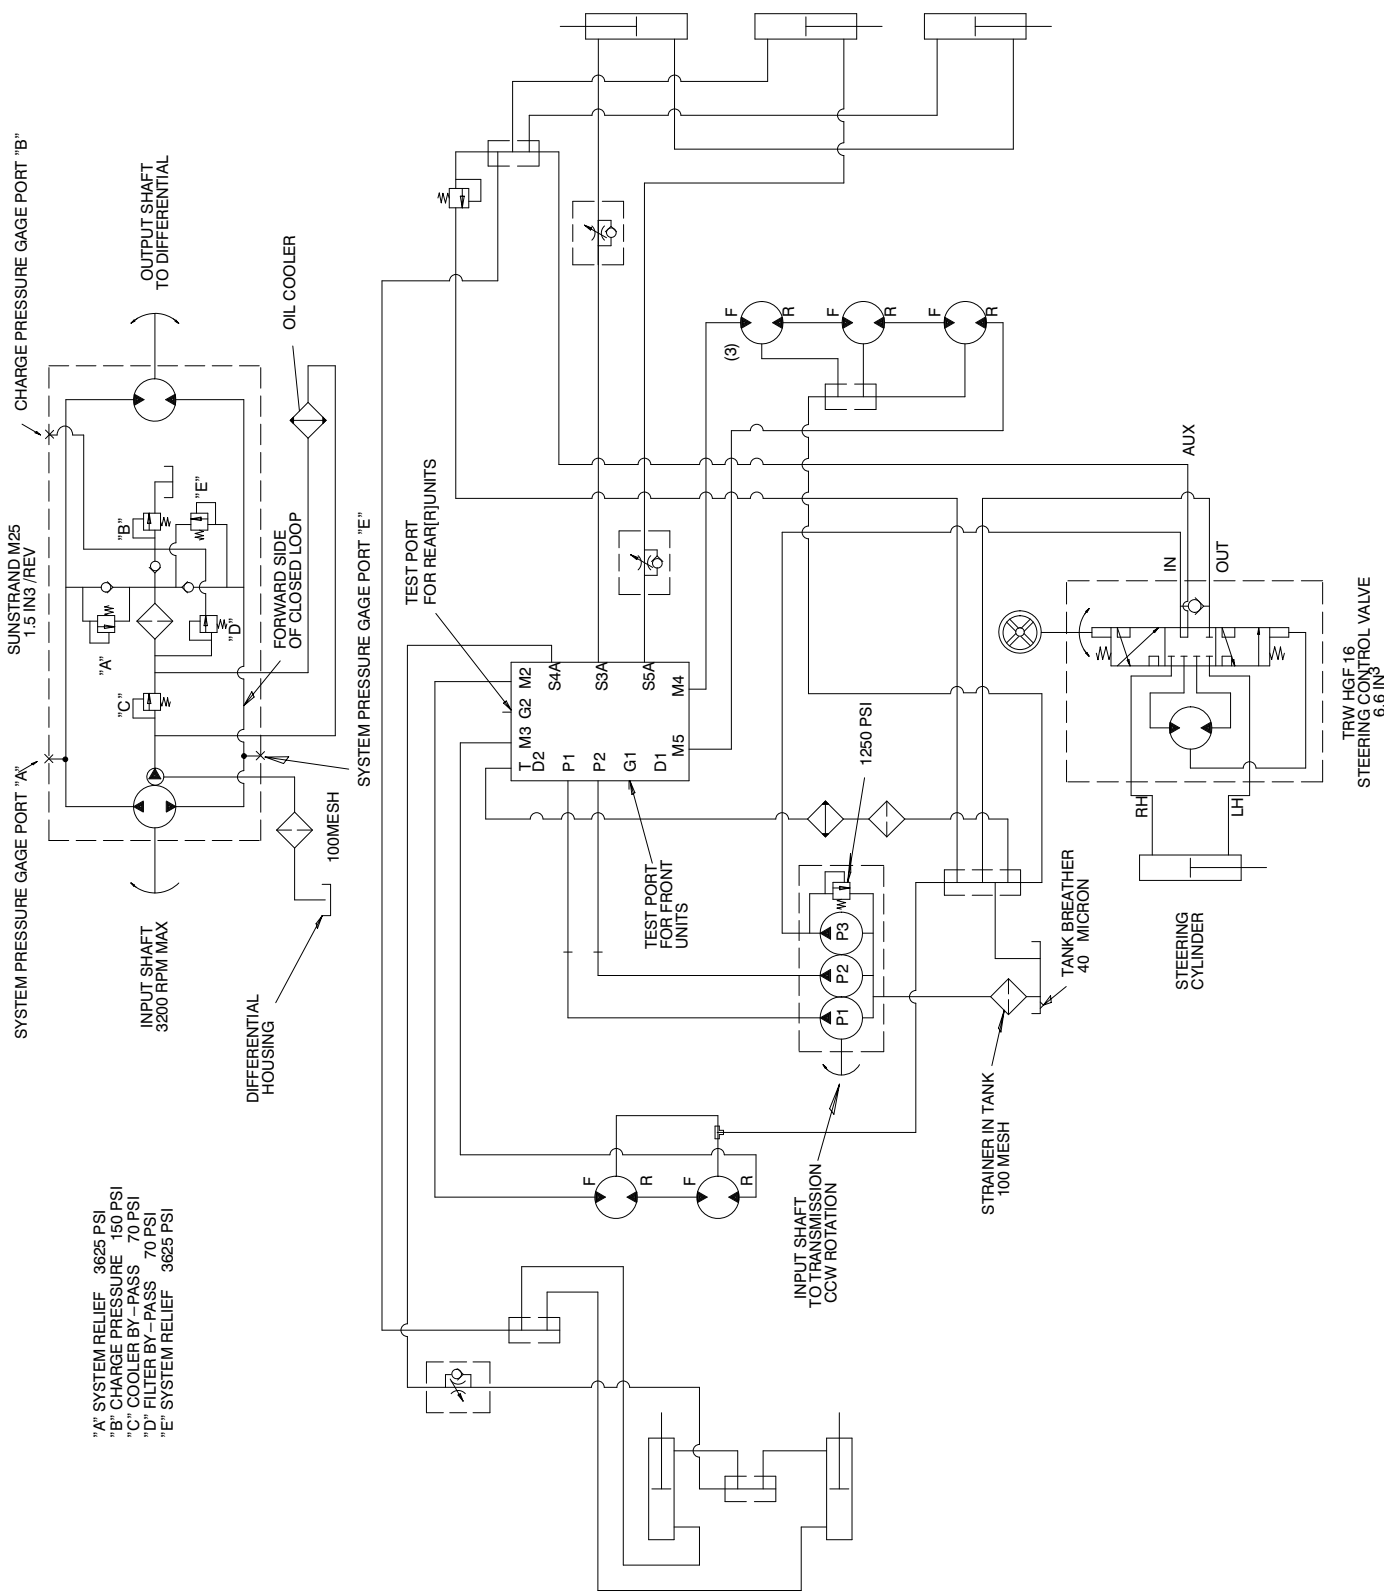 SYSTEM PRESSURE GAGE PORT "A"
SUNSTRAND M25
1.5 IN3 /REV
CHARGE PRESSURE GAGE PORT "B"
INPUT SHAFT
3200 RPM MAX
OUTPUT SHAFT
TO DIFFERENTIAL
"A"
"B"
"C"
"D"
"E"
FORWARD SIDE
OF CLOSED LOOP
OIL COOLER
100MESH
DIFFERENTIAL
HOUSING
SYSTEM PRESSURE GAGE PORT "E"
"A" SYSTEM RELIEF 3625 PSI
"B" CHARGE PRESSURE 150 PSI
"C" COOLER BY–PASS 70 PSI
"D" FILTER BY–PASS 70 PSI
"E" SYSTEM RELIEF 3625 PSI
TEST PORT
FOR REAR[R]UNITS
T M3 G2 M2
D2 S4A
P1
P2 S3A
G1 S5A
D1
M5 M4
TEST PORT
FOR FRONT
UNITS
1250 PSI
P1
P2
P3
INPUT SHAFT
TO TRANSMISSION
CCW ROTATION
F
R
F
R
(3)
F
R
F
R
F
R
STRAINER IN TANK
100 MESH
TANK BREATHER
40 MICRON
AUX
IN
OUT
RH
LH
STEERING
CYLINDER
TRW HGF 16
STEERING CONTROL VALVE
6.6 IN3